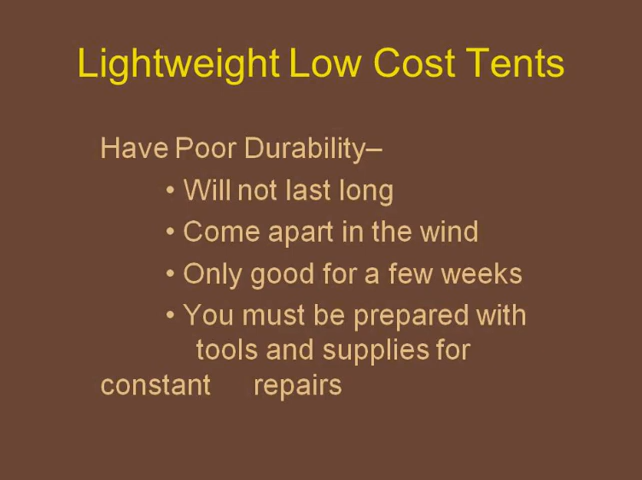 Lightweight Low Cost Tents
Have Poor Durability–
• Will not last long
• Come apart in the wind
• Only good for a few weeks
• You must be prepared with
tools and supplies for
constant repairs